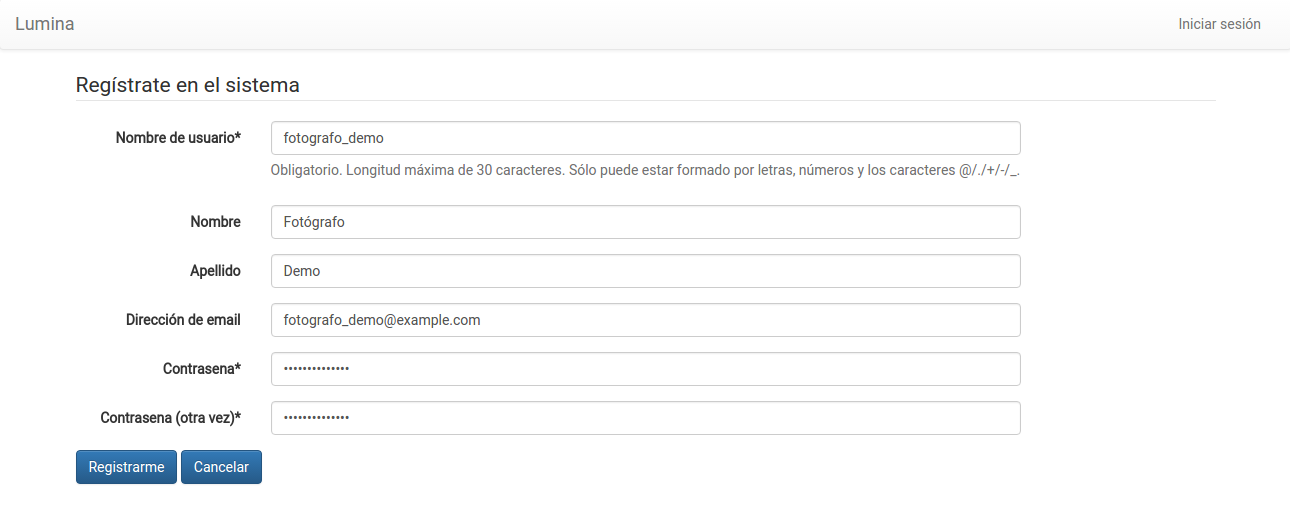 Lumina Iniciar sesión
Regístrate en el sistema
Nombre de usuario* fotografo_demo
Obligatorio. Longitud máxima de 30 caracteres. Sólo puede estar formado por letras, números y los caracteres @/./+/-/_.
Nombre Fotógrafo
Apellido Demo
Dirección de email fotografo_demo@example.com
Contrasena* ••••••••••••••
Contrasena (otra vez)* ••••••••••••••
Registrarme Cancelar